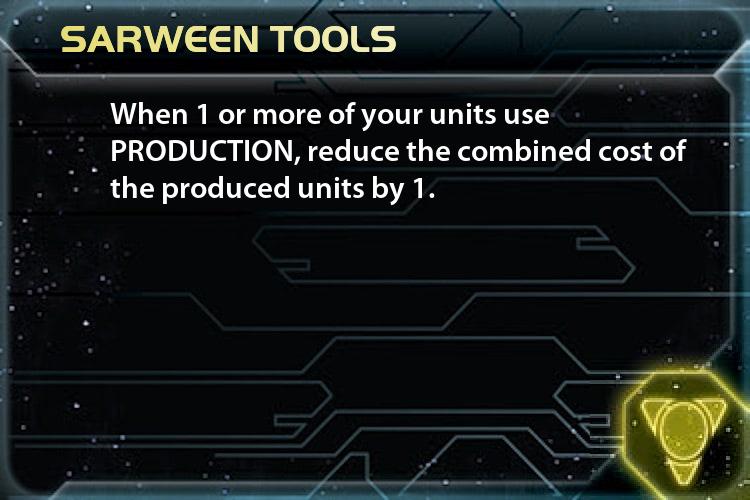 SARWEEN TOOLS
When 1 or more of your units use
PRODUCTION, reduce the combined cost of
the produced units by 1.